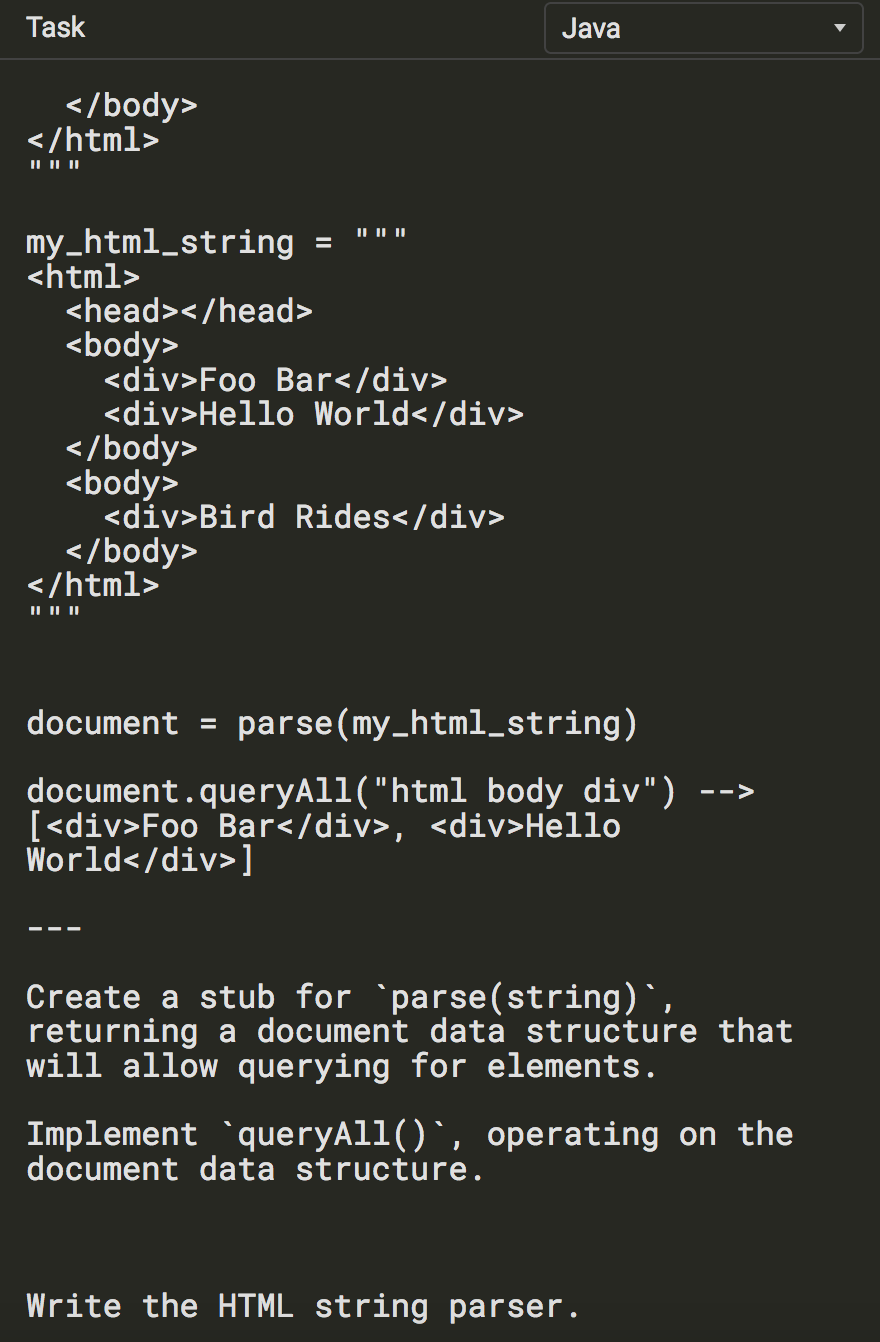 Task
Java
</body>
</html>
"""
my_html_string = """
<html>
<head></head>
<body>
<div>Foo Bar</div>
<div>Hello World</div>
</body>
<body>
<div>Bird Rides</div>
</body>
</html>
"""
document = parse(my_html_string)
document.queryAll("html body div") -->
[<div>Foo Bar</div>, <div>Hello
World</div>]
---
Create a stub for `parse(string)`,
returning a document data structure that
will allow querying for elements.
Implement `queryAll()`, operating on the
document data structure.
Write the HTML string parser.